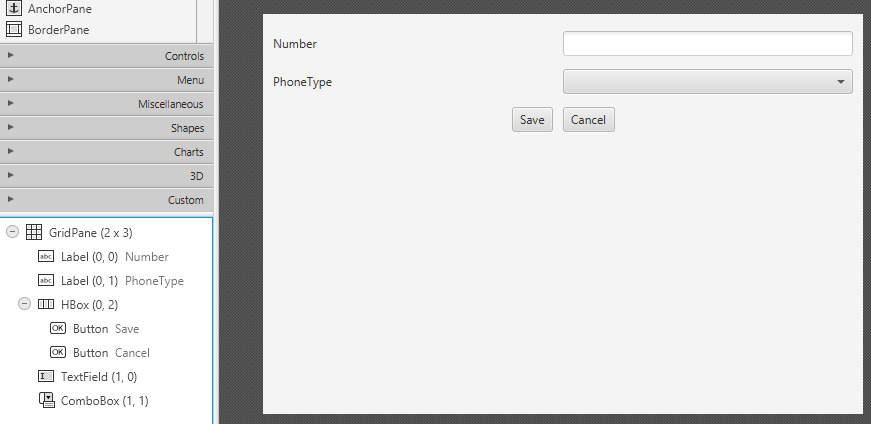 AnchorPane
BorderPane
Controls
Menu
Miscellaneous
Shapes
Charts
3D
Custom
GridPane (2 x 3)
abc Label (0, 0) Number
abc Label (0, 1) PhoneType
HBox (0, 2)
OK Button Save
OK Button Cancel
TextField (1, 0)
ComboBox (1, 1)
Number
PhoneType
Save Cancel